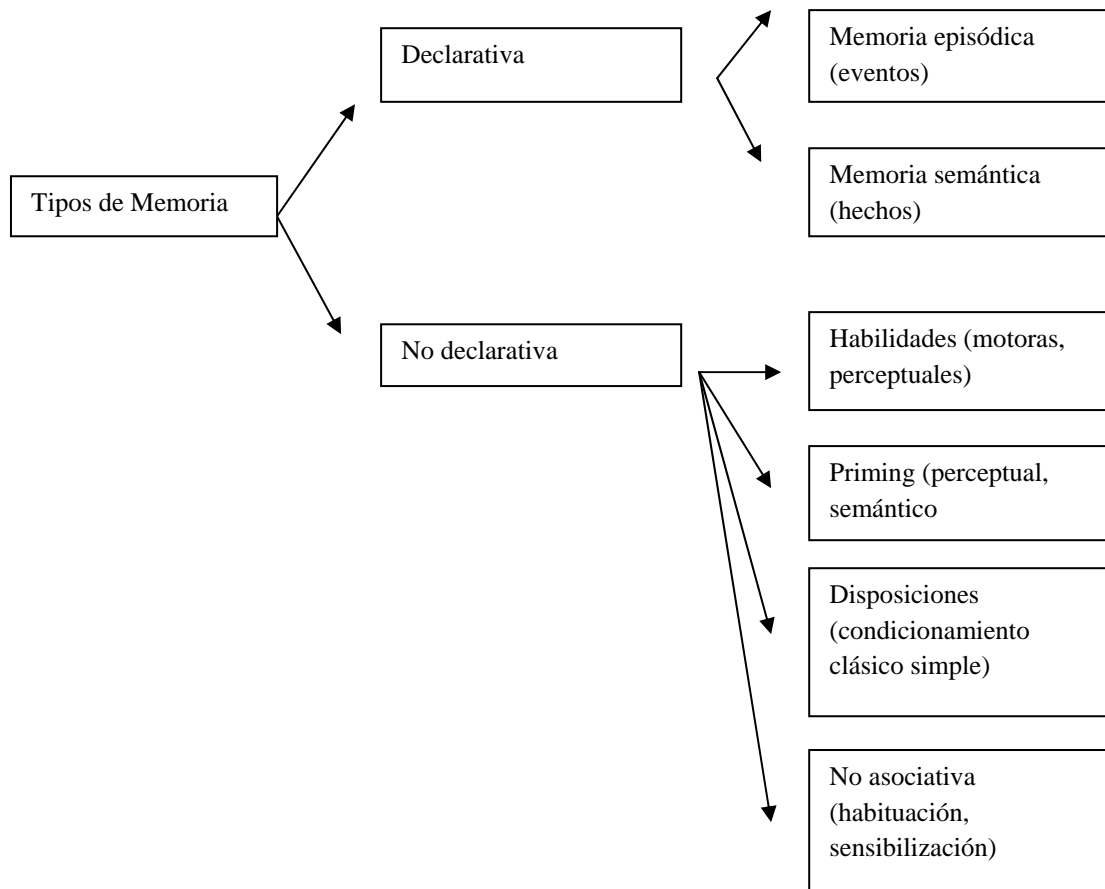 Declarativa
Memoria episódica
(eventos)
Tipos de Memoria
Memoria semántica
(hechos)
No declarativa
Habilidades (motoras,
perceptuales)
Priming (perceptual,
semántico
Disposiciones
(condicionamiento
clásico simple)
No asociativa
(habituación,
sensibilización)